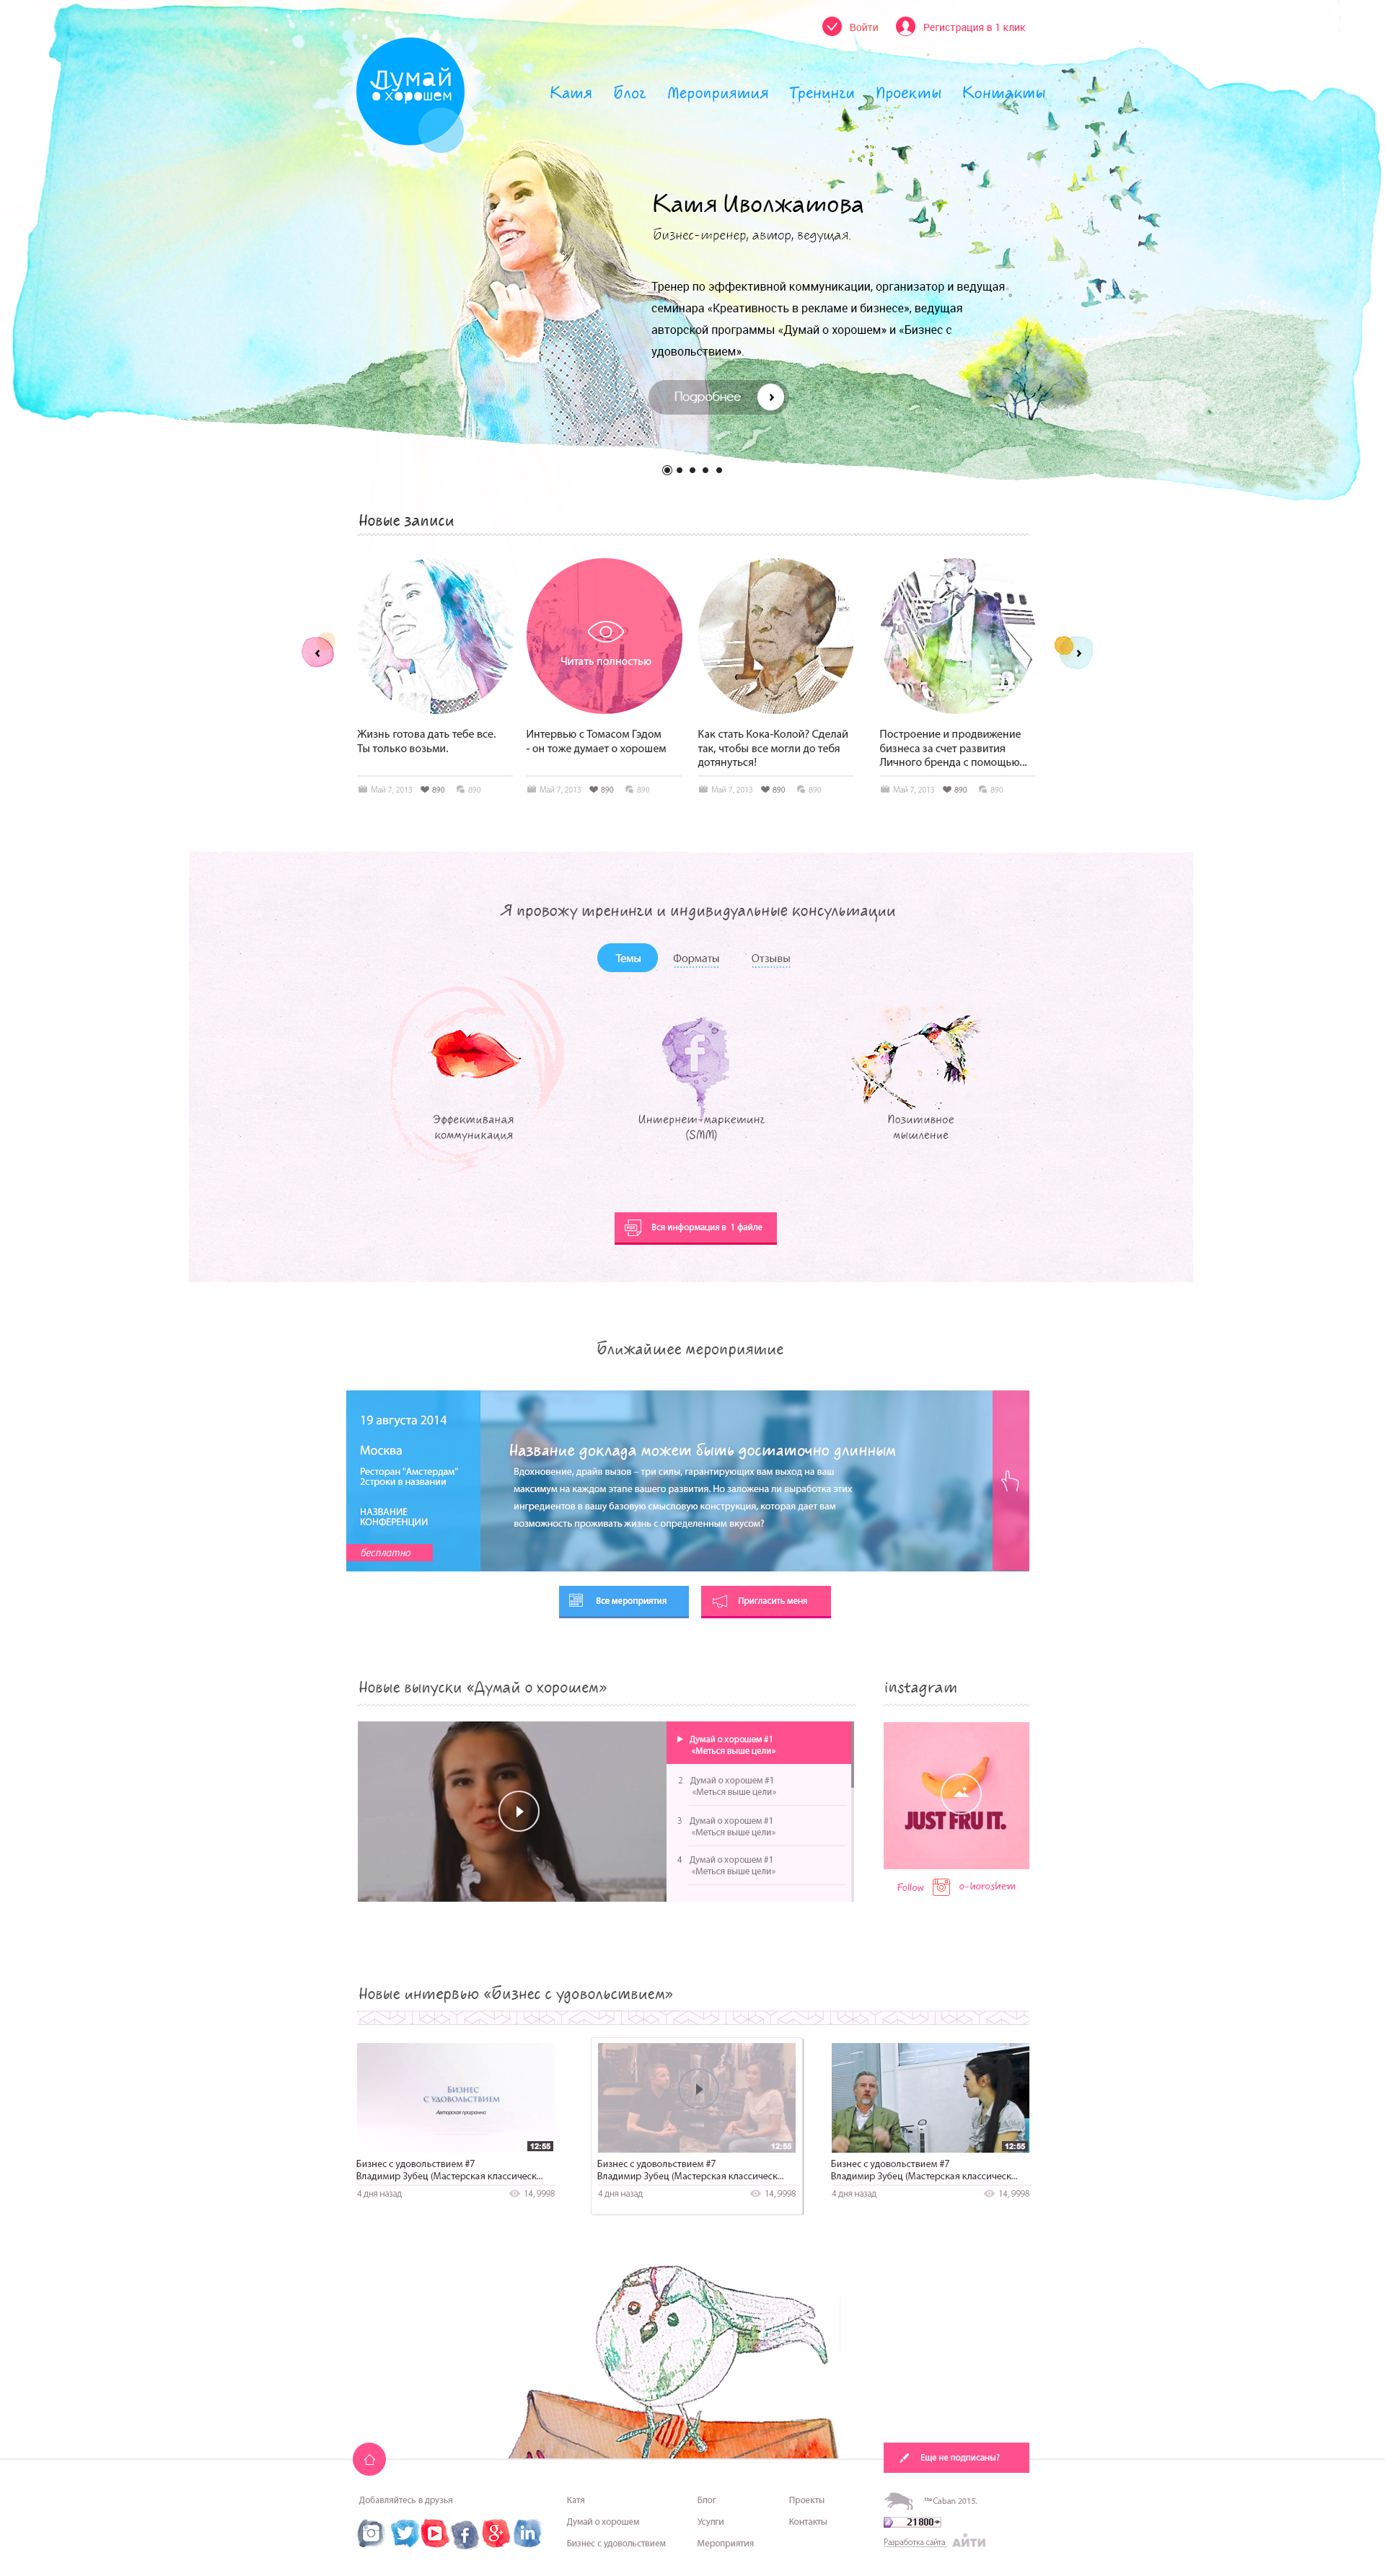 Войти
Регистрация в 1 клик
Думай
о хорошем
Катя
Блог
Мероприятия
Тренинги
Проекты
Контакты
Катя Иволжатова
Бизнес-тренер, автор, ведущая.
Тренер по эффективной коммуникации, организатор и ведущая
семинара «Креативность в рекламе и бизнесе», ведущая
авторской программы «Думай о хорошем» и «Бизнес с
удовольствием».
Подробнее
Новые записи
Читать полностью
Жизнь готова дать тебе все.
Ты только возьми.
Май 7, 2013 890 890
Интервью с Томасом Гэдом
- он тоже думает о хорошем
Май 7, 2013 890 890
Как стать Кока-Колой? Сделай
так, чтобы все могли до тебя
дотянуться!
Май 7, 2013 890 890
Построение и продвижение
бизнеса за счет развития
Личного бренда с помощью...
Май 7, 2013 890 890
Я провожу тренинги и индивидуальные консультации
Темы
Форматы
Отзывы
Эффективаная
коммуникация
Интернет-маркетинг
(SMM)
Позитивное
мышление
Вся информация в 1 файле
Ближайшее мероприятие
19 августа 2014
Москва
Ресторан "Амстердам"
2строки в названии
НАЗВАНИЕ
КОНФЕРЕНЦИИ
бесплатно
Название доклада может быть достаточно длинным
Вдохновение, драйв вызов – три силы, гарантирующих вам выход на ваш
максимум на каждом этапе вашего развития. Но заложена ли выработка этих
ингредиентов в вашу базовую смысловую конструкция, которая дает вам
возможность проживать жизнь с определенным вкусом?
Все мероприятия
Пригласить меня
Новые выпуски «Думай о хорошем»
Думай о хорошем #1
«Меться выше цели»
2 Думай о хорошем #1
«Меться выше цели»
3 Думай о хорошем #1
«Меться выше цели»
4 Думай о хорошем #1
«Меться выше цели»
instagram
JUST FRU IT.
Follow
o-horoshem
Новые интервью «Бизнес с удовольствием»
Бизнес
с удовольствием
Авторская программа
12:55
Бизнес с удовольствием #7
Владимир Зубец (Мастерская классическ...
4 дня назад 14, 9998
12:55
Бизнес с удовольствием #7
Владимир Зубец (Мастерская классическ...
4 дня назад 14, 9998
12:55
Бизнес с удовольствием #7
Владимир Зубец (Мастерская классическ...
4 дня назад 14, 9998
Еще не подписаны?
Добавляйтесь в друзья
Катя
Думай о хорошем
Бизнес с удовольствием
Блог
Усулги
Мероприятия
Проекты
Контакты
The Caban 2015.
21800
Разработка сайта
АЙТИ